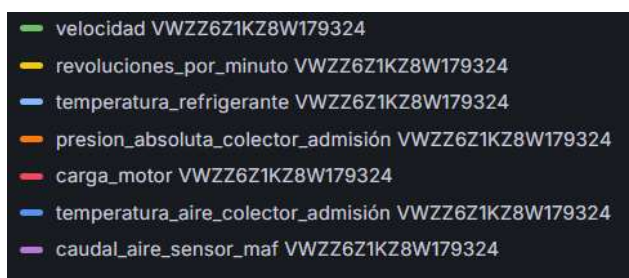 velocidad VWZZ6Z1KZ8W179324
revoluciones_por_minuto VWZZ6Z1KZ8W179324
temperatura_refrigerante VWZZ6Z1KZ8W179324
presion_absoluta_colector_admisión VWZZ6Z1KZ8W179324
carga_motor VWZZ6Z1KZ8W179324
temperatura_aire_colector_admisión VWZZ6Z1KZ8W179324
caudal_aire_sensor_maf VWZZ6Z1KZ8W179324